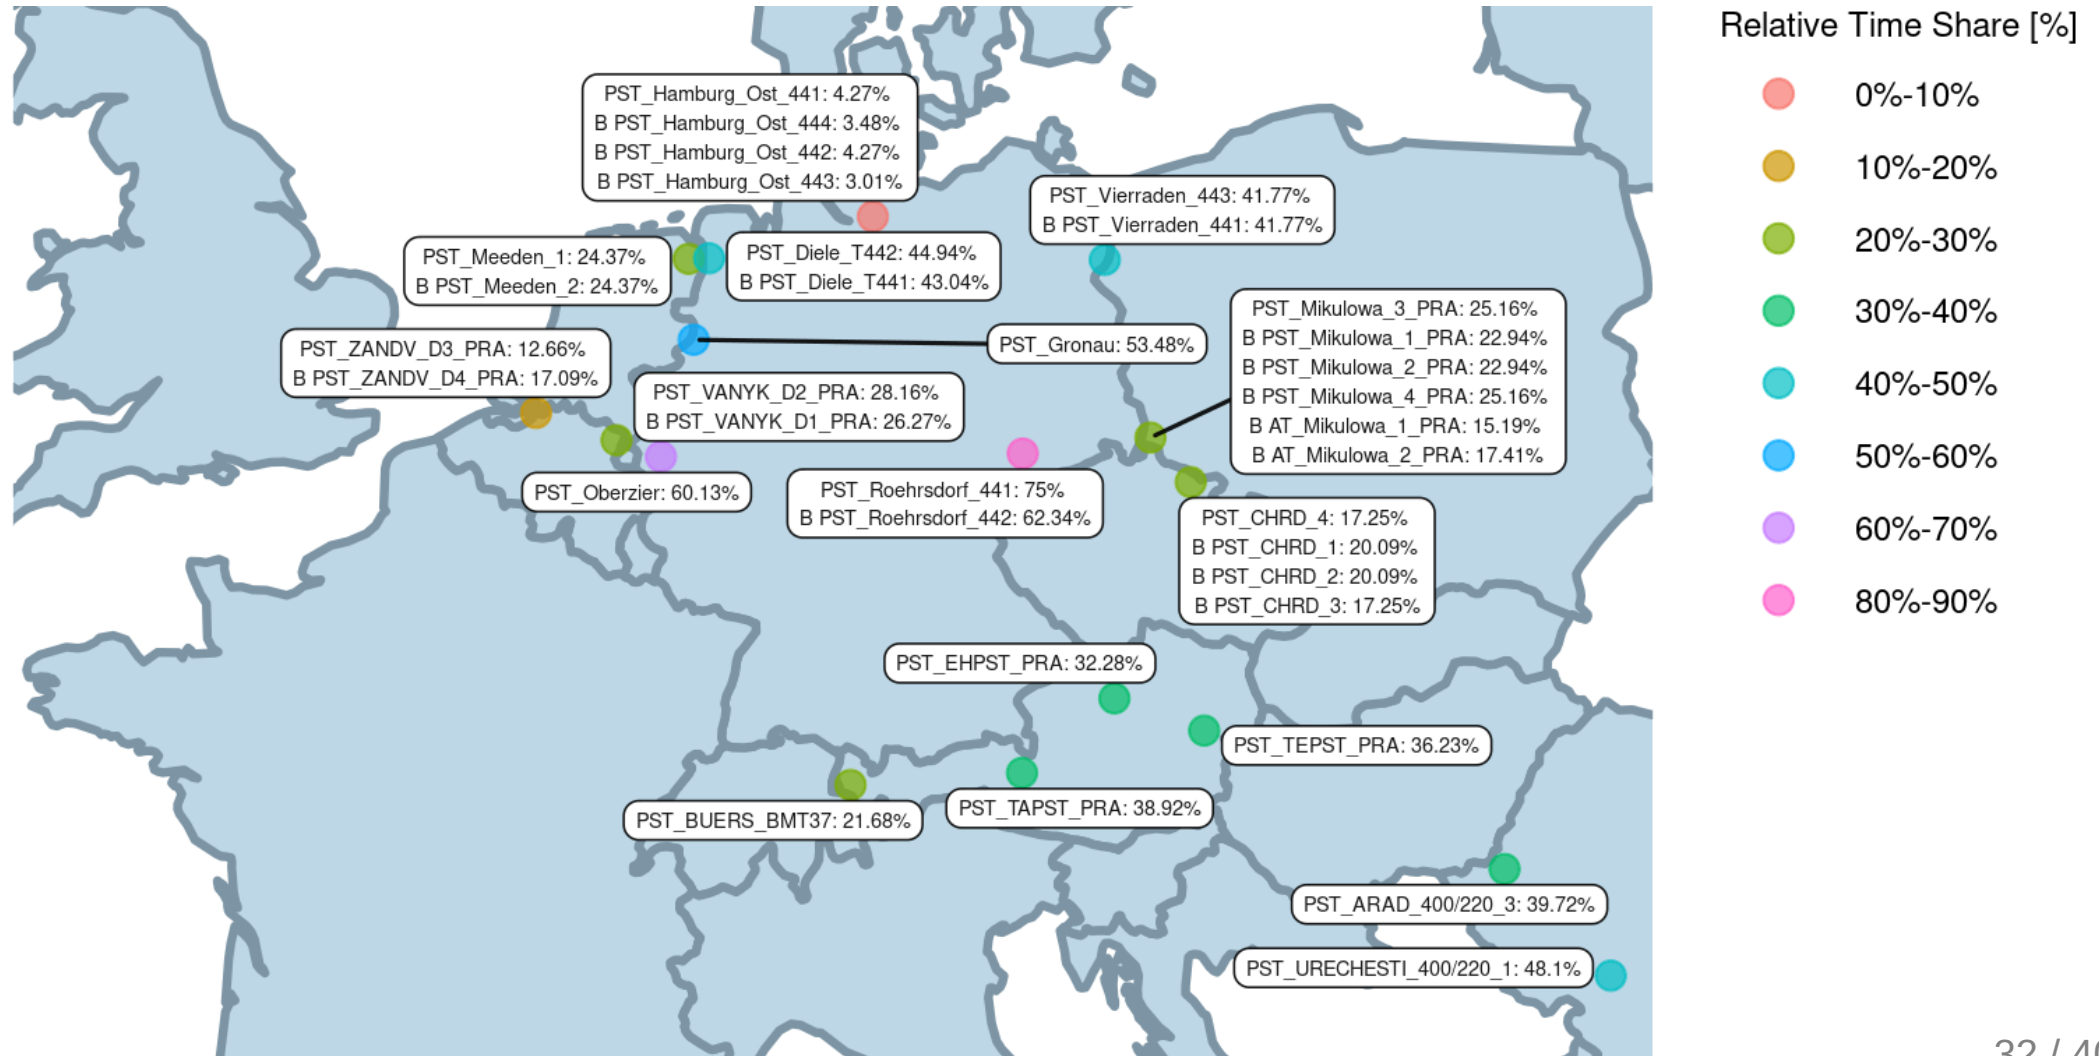 Relative Time Share [%]
0%-10%
10%-20%
20%-30%
30%-40%
40%-50%
50%-60%
60%-70%
80%-90%
PST_Hamburg_Ost_441: 4.27%
B PST_Hamburg_Ost_444: 3.48%
B PST_Hamburg_Ost_442: 4.27%
B PST_Hamburg_Ost_443: 3.01%
PST_Vierraden_443: 41.77%
B PST_Vierraden_441: 41.77%
PST_Meeden_1: 24.37%
B PST_Meeden_2: 24.37%
PST_Diele_T442: 44.94%
B PST_Diele_T441: 43.04%
PST_Mikulowa_3_PRA: 25.16%
B PST_Mikulowa_1_PRA: 22.94%
B PST_Mikulowa_2_PRA: 22.94%
B PST_Mikulowa_4_PRA: 25.16%
B AT_Mikulowa_1_PRA: 15.19%
B AT_Mikulowa_2_PRA: 17.41%
PST_Gronau: 53.48%
PST_ZANDV_D3_PRA: 12.66%
B PST_ZANDV_D4_PRA: 17.09%
PST_VANYK_D2_PRA: 28.16%
B PST_VANYK_D1_PRA: 26.27%
PST_Oberzier: 60.13%
PST_Roehrsdorf_441: 75%
B PST_Roehrsdorf_442: 62.34%
PST_CHRD_4: 17.25%
B PST_CHRD_1: 20.09%
B PST_CHRD_2: 20.09%
B PST_CHRD_3: 17.25%
PST_EHPST_PRA: 32.28%
PST_TEPST_PRA: 36.23%
PST_TAPST_PRA: 38.92%
PST_BUERS_BMT37: 21.68%
PST_ARAD_400/220_3: 39.72%
PST_URECHESTI_400/220_1: 48.1%